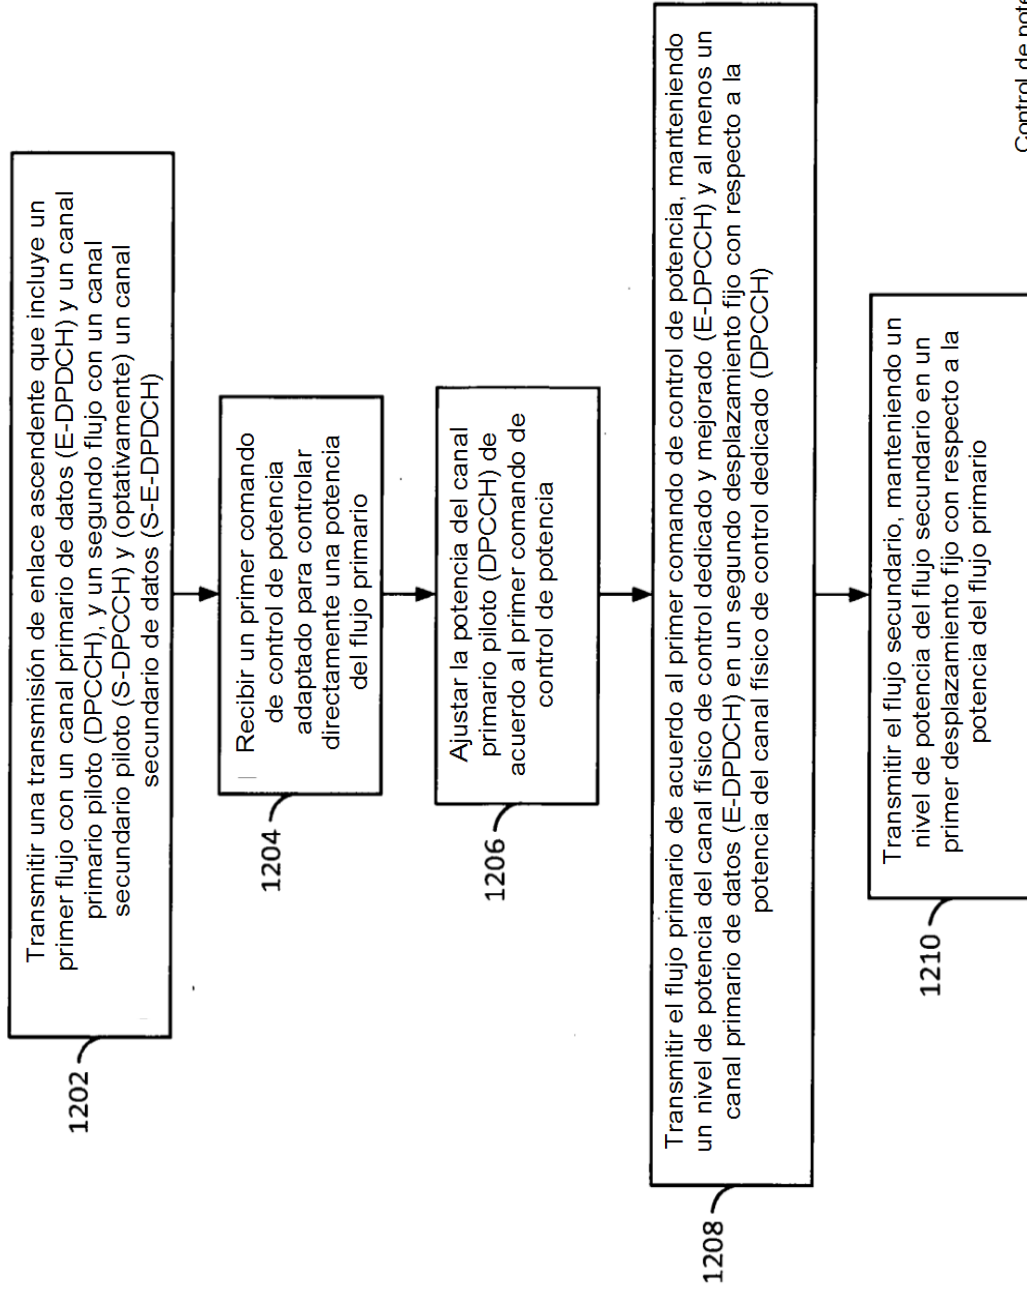 Transmitir una transmisión de enlace ascendente que incluye un
primer flujo con un canal primario de datos (E-DPDCH) y un canal
primario piloto (DPCCH), y un segundo flujo con un canal
secundario piloto (S-DPCCH) y (optativamente) un canal
secundario de datos (S-E-DPDCH)
1202
Recibir un primer comando
de control de potencia
adaptado para controlar
directamente una potencia
del flujo primario
1204
Ajustar la potencia del canal
primario piloto (DPCCH) de
acuerdo al primer comando de
control de potencia
1206
Transmitir el flujo primario de acuerdo al primer comando de control de potencia, manteniendo
un nivel de potencia del canal físico de control dedicado y mejorado (E-DPCCH) y al menos un
canal primario de datos (E-DPDCH) en un segundo desplazamiento fijo con respecto a la
potencia del canal físico de control dedicado (DPCCH)
1208
Transmitir el flujo secundario, manteniendo un
nivel de potencia del flujo secundario en un
primer desplazamiento fijo con respecto a la
potencia del flujo primario
1210
Control de